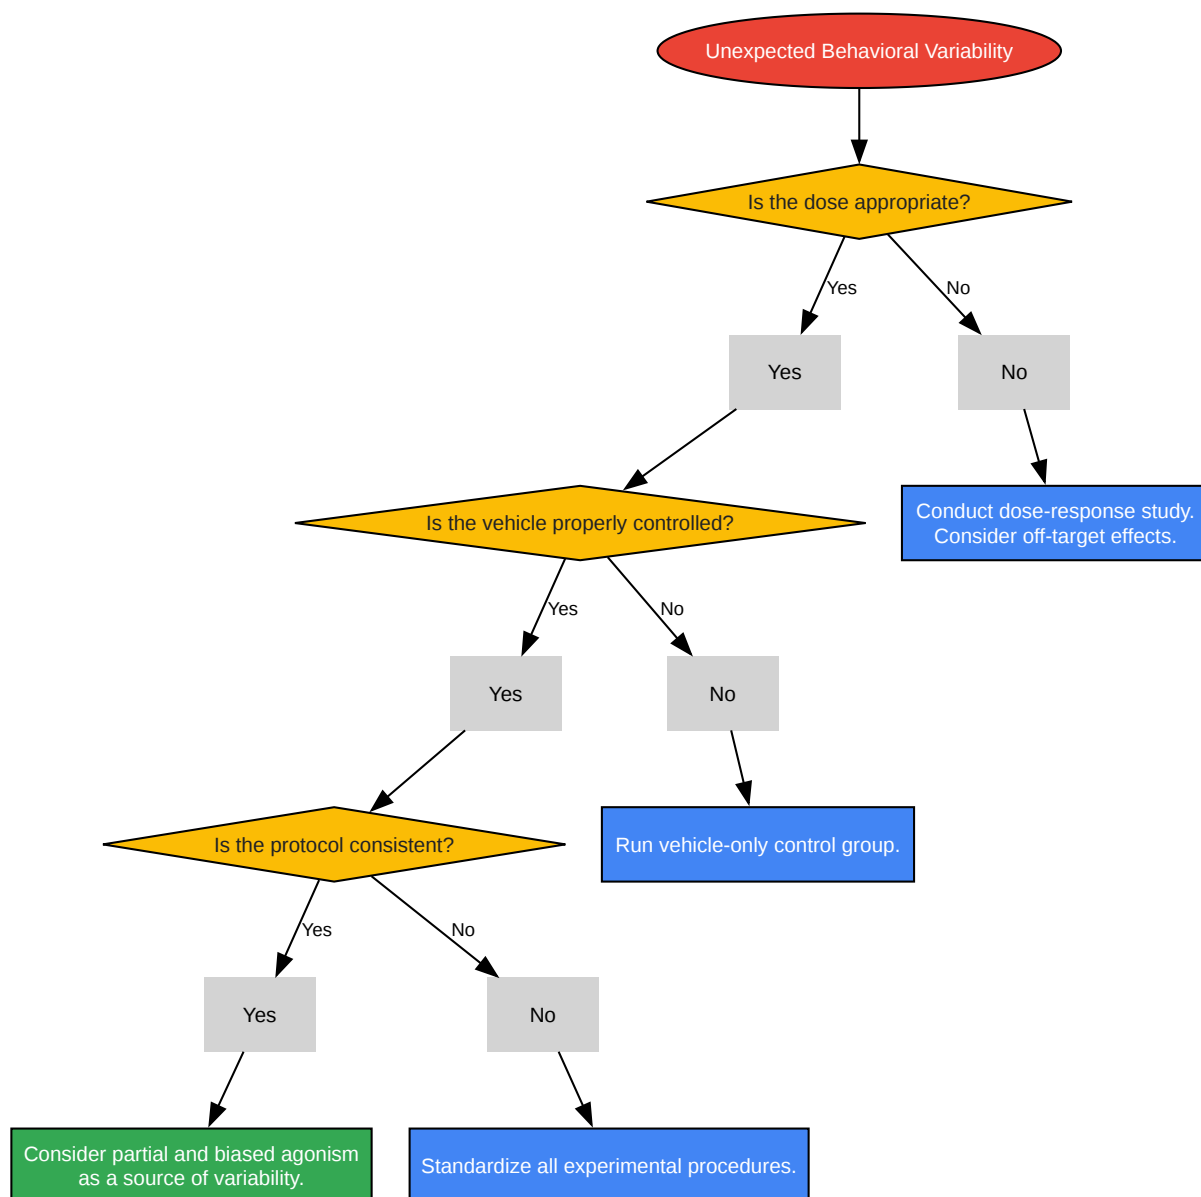 Unexpected Behavioral Variability
Is the dose appropriate?
Yes
No
Yes
No
Is the vehicle properly controlled?
Conduct dose-response study.
Consider off-target effects.
Yes
No
Yes
No
Is the protocol consistent?
Run vehicle-only control group.
Yes
No
Yes
No
Consider partial and biased agonism
as a source of variability.
Standardize all experimental procedures.